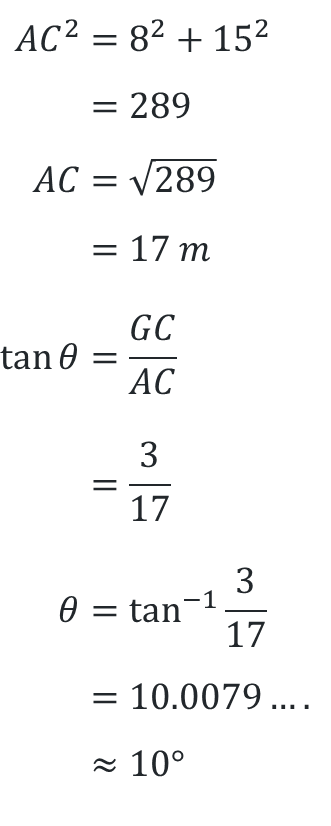 AC² = 8² + 15²
= 289
AC = √289
= 17 m
tan θ = GC/AC
= 3/17
θ = tan⁻¹ 3/17
= 10.0079 ... .
≈ 10°